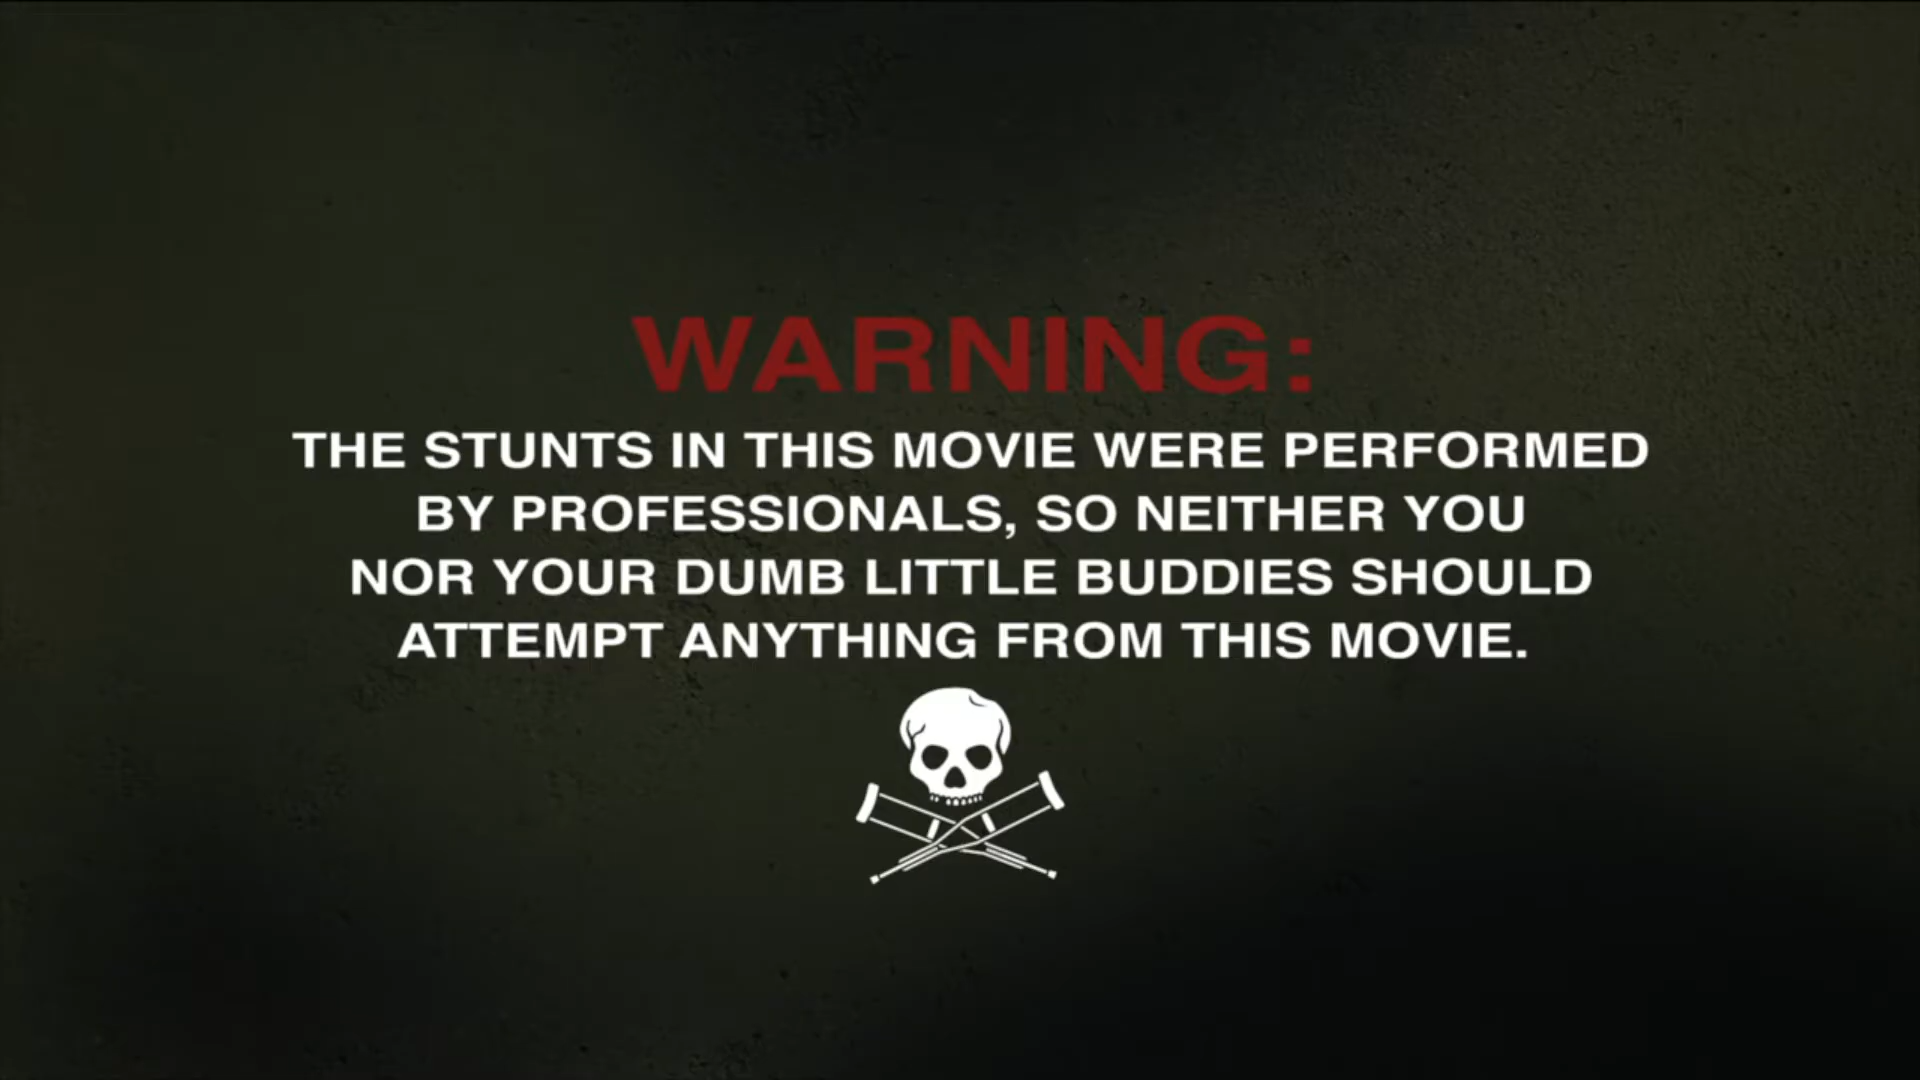 WARNING:
THE STUNTS IN THIS MOVIE WERE PERFORMED
BY PROFESSIONALS, SO NEITHER YOU
NOR YOUR DUMB LITTLE BUDDIES SHOULD
ATTEMPT ANYTHING FROM THIS MOVIE.